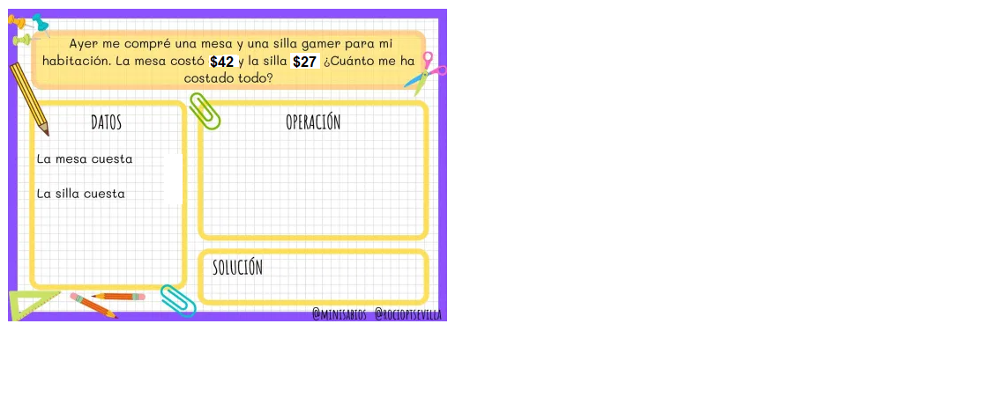 Ayer me compré una mesa y una silla gamer para mi
habitación. La mesa costó $42 y la silla $27 ¿Cuánto me ha
costado todo?
DATOS
La mesa cuesta
La silla cuesta
OPERACIÓN
SOLUCIÓN
@MINISABIOS @ROCIOPTSEVILLA